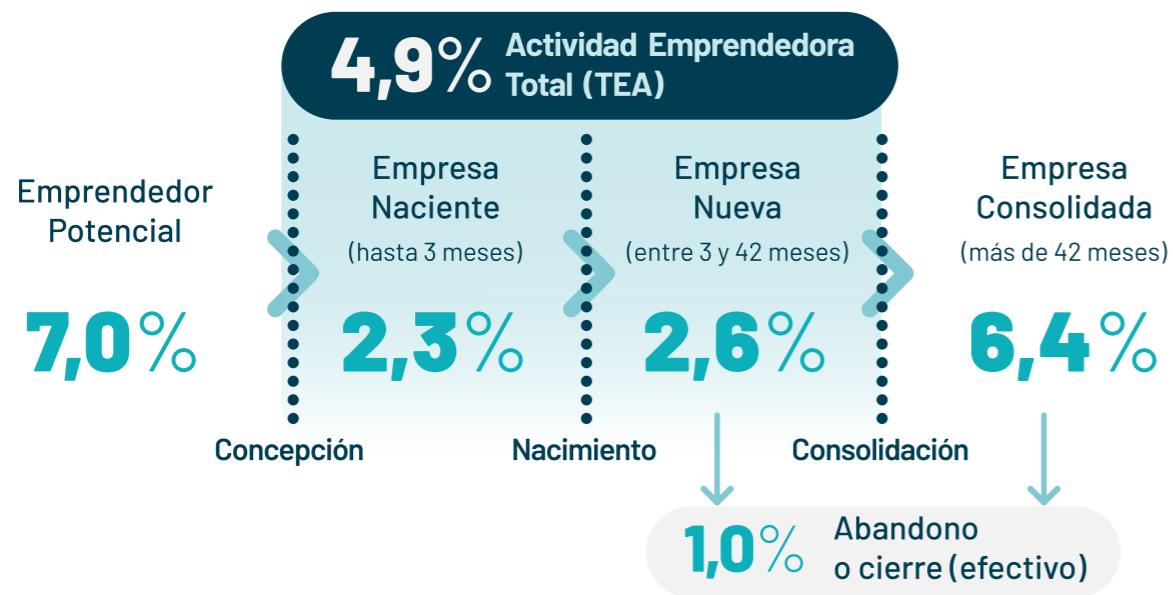 4,9% Actividad Emprendedora
Total (TEA)
Emprendedor
Potencial
7,0%
Empresa
Naciente
(hasta 3 meses)
2,3%
Empresa
Nueva
(entre 3 y 42 meses)
2,6%
Empresa
Consolidada
(más de 42 meses)
6,4%
Concepción
Nacimiento
Consolidación
1,0% Abandono
o cierre (efectivo)